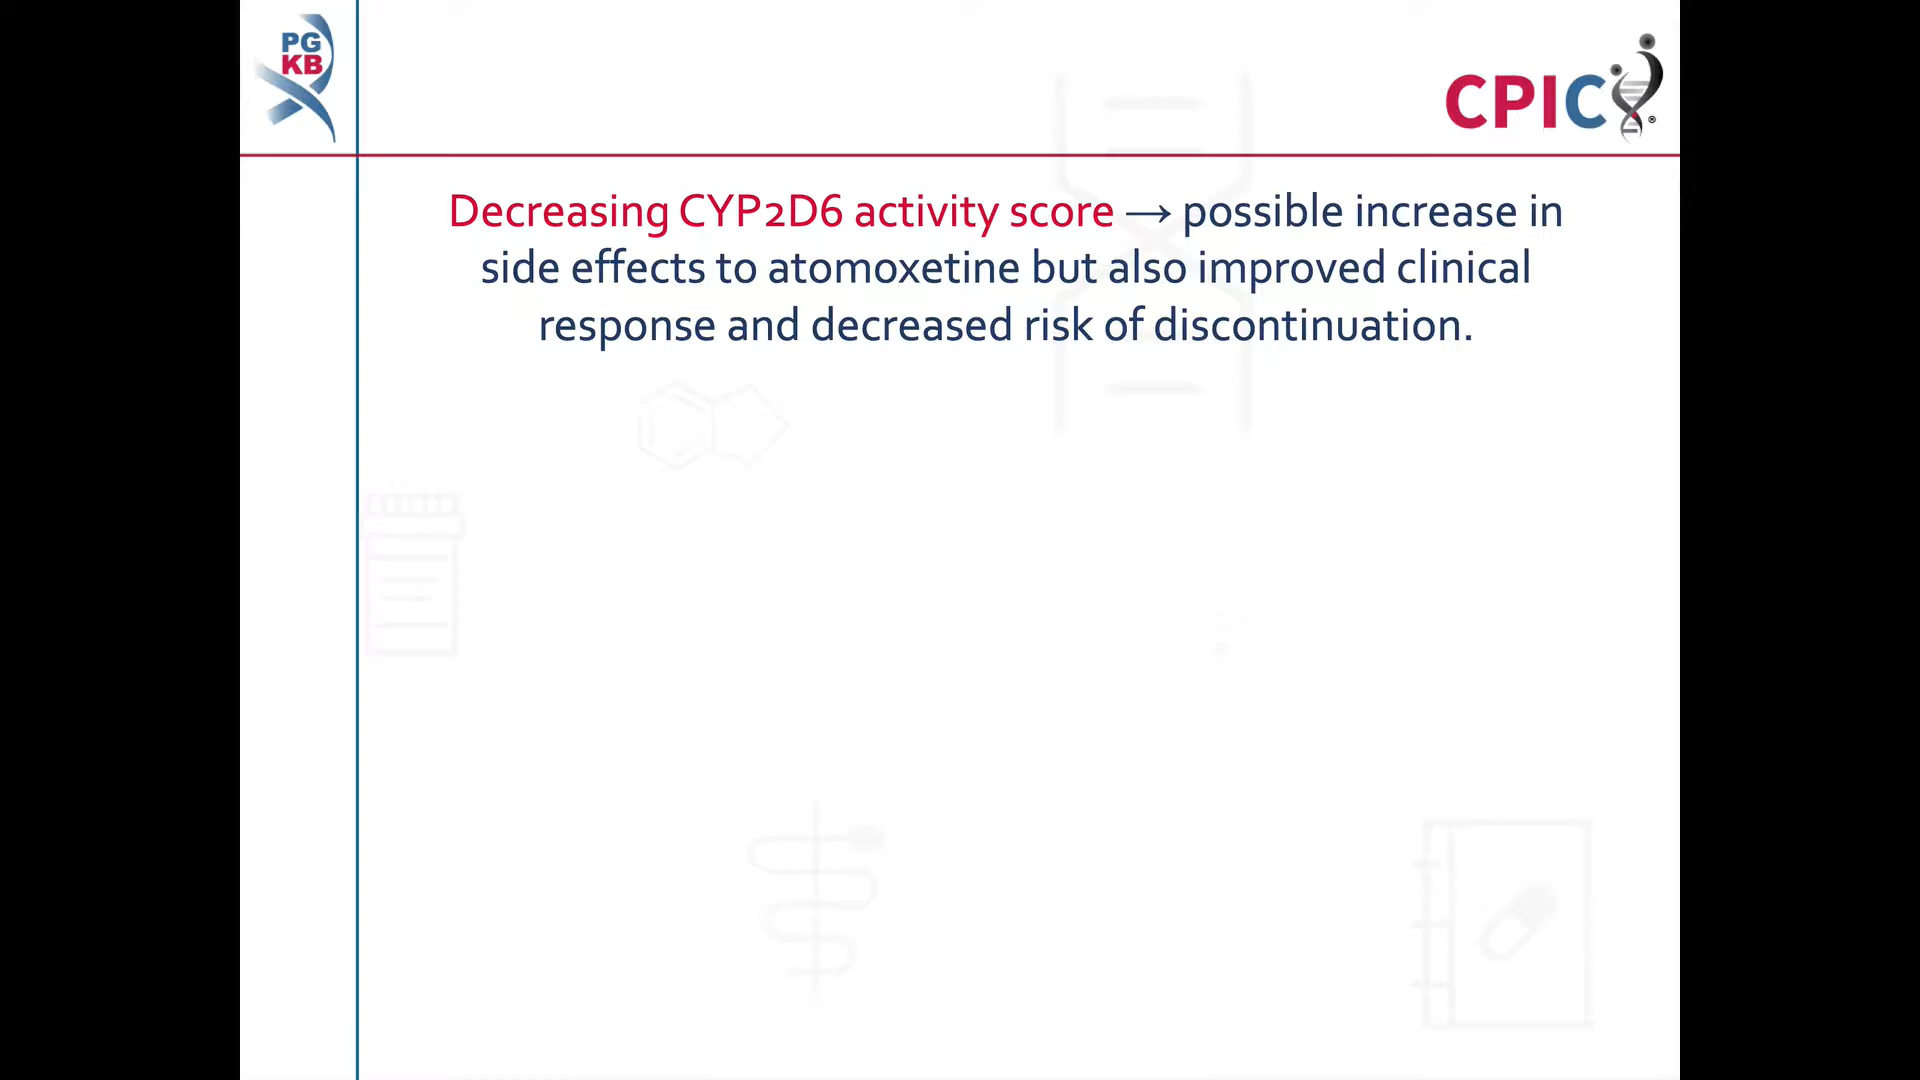 PG
KB
CPIC®
Decreasing CYP2D6 activity score → possible increase in
side effects to atomoxetine but also improved clinical
response and decreased risk of discontinuation.